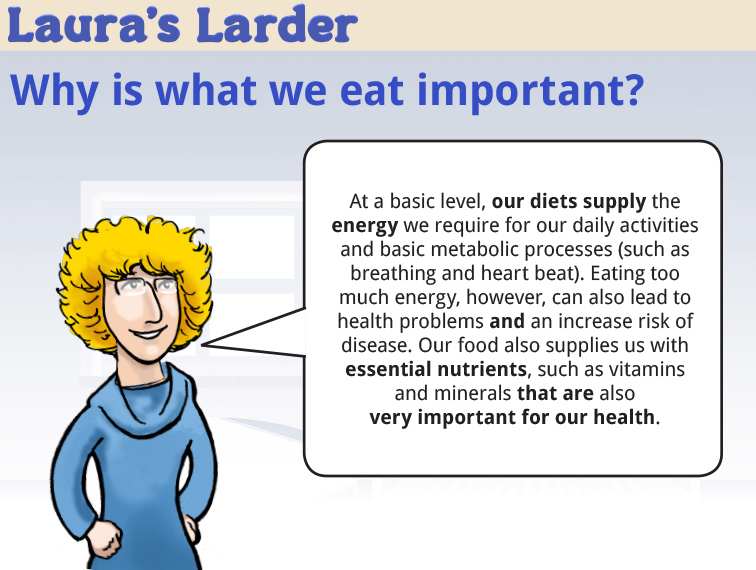 Laura's Larder
Why is what we eat important?
At a basic level, our diets supply the
energy we require for our daily activities
and basic metabolic processes (such as
breathing and heart beat). Eating too
much energy, however, can also lead to
health problems and an increase risk of
disease. Our food also supplies us with
essential nutrients, such as vitamins
and minerals that are also
very important for our health.